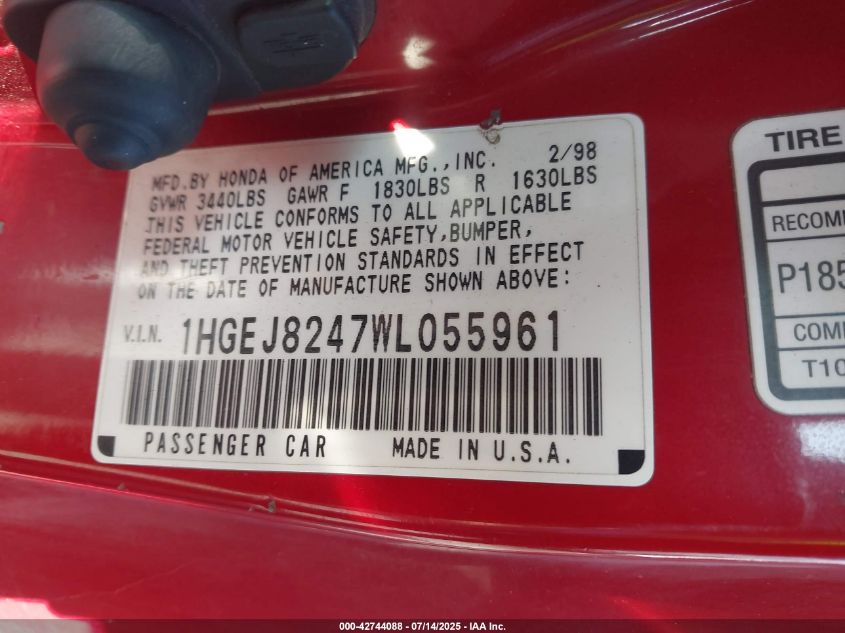 MFD.BY HONDA OF AMERICA MFG.,INC. 2/98
GVWR 3440LBS GAWR F 1830LBS R 1630LBS
THIS VEHICLE CONFORMS TO ALL APPLICABLE
FEDERAL MOTOR VEHICLE SAFETY,BUMPER,
AND THEFT PREVENTION STANDARDS IN EFFECT
ON THE DATE OF MANUFACTURE SHOWN ABOVE:
V.I.N. 1HGEJ8247WL055961
PASSENGER CAR MADE IN U.S.A.
TIRE
RECOM
P185
COM
T10
000-42744088 - 07/14/2025 - IAA Inc.